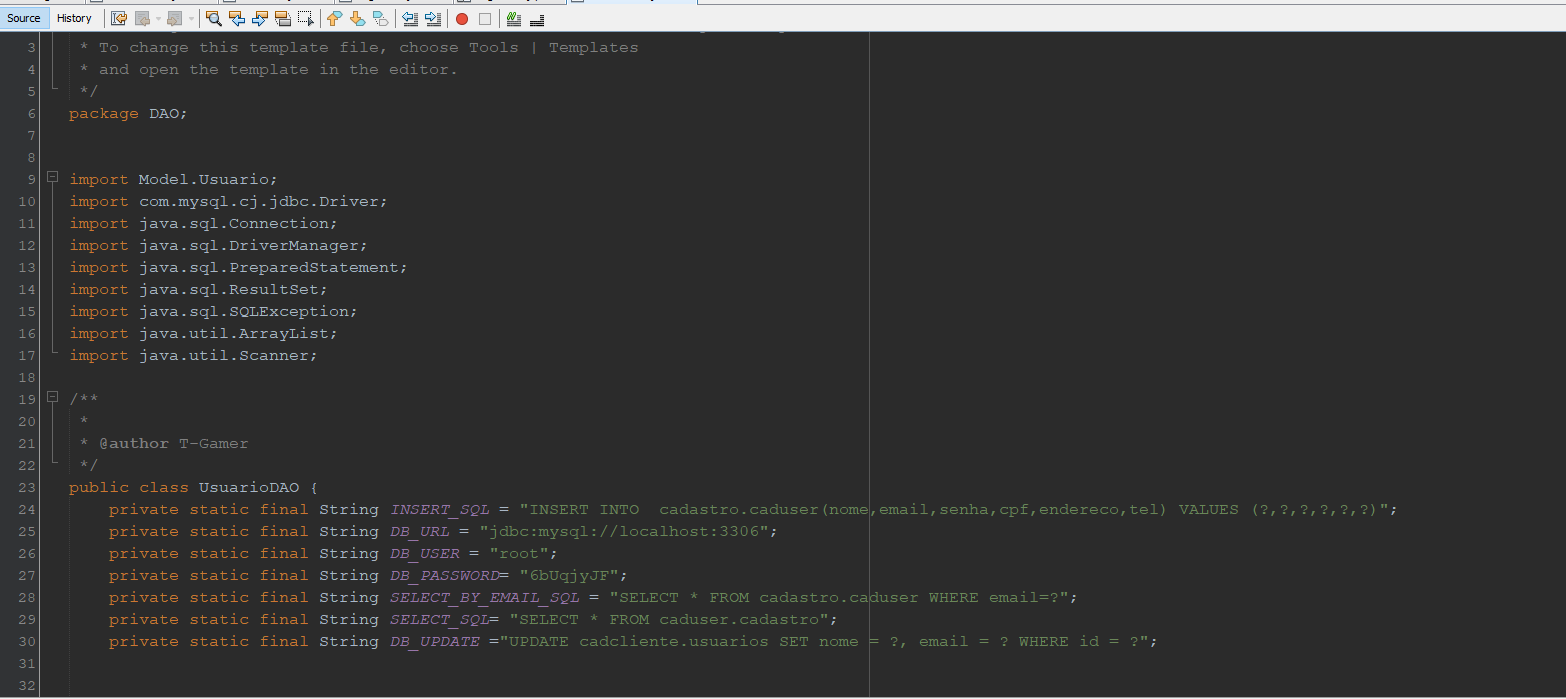 Source History
3 * To change this template file, choose Tools | Templates
4 * and open the template in the editor.
5 */
6 package DAO;
7
8
9 import Model.Usuario;
10 import com.mysql.cj.jdbc.Driver;
11 import java.sql.Connection;
12 import java.sql.DriverManager;
13 import java.sql.PreparedStatement;
14 import java.sql.ResultSet;
15 import java.sql.SQLException;
16 import java.util.ArrayList;
17 import java.util.Scanner;
18
19 /**
20 *
21 * @author T-Gamer
22 */
23 public class UsuarioDAO {
24 private static final String INSERT_SQL = "INSERT INTO  cadastro.caduser(nome,email,senha,cpf,endereco,tel) VALUES (?,?,?,?,?,?)";
25 private static final String DB_URL = "jdbc:mysql://localhost:3306";
26 private static final String DB_USER = "root";
27 private static final String DB_PASSWORD= "6bUqjyJF";
28 private static final String SELECT_BY_EMAIL_SQL = "SELECT * FROM cadastro.caduser WHERE email=?";
29 private static final String SELECT_SQL= "SELECT * FROM caduser.cadastro";
30 private static final String DB_UPDATE ="UPDATE cadcliente.usuarios SET nome = ?, email = ? WHERE id = ?";
31
32